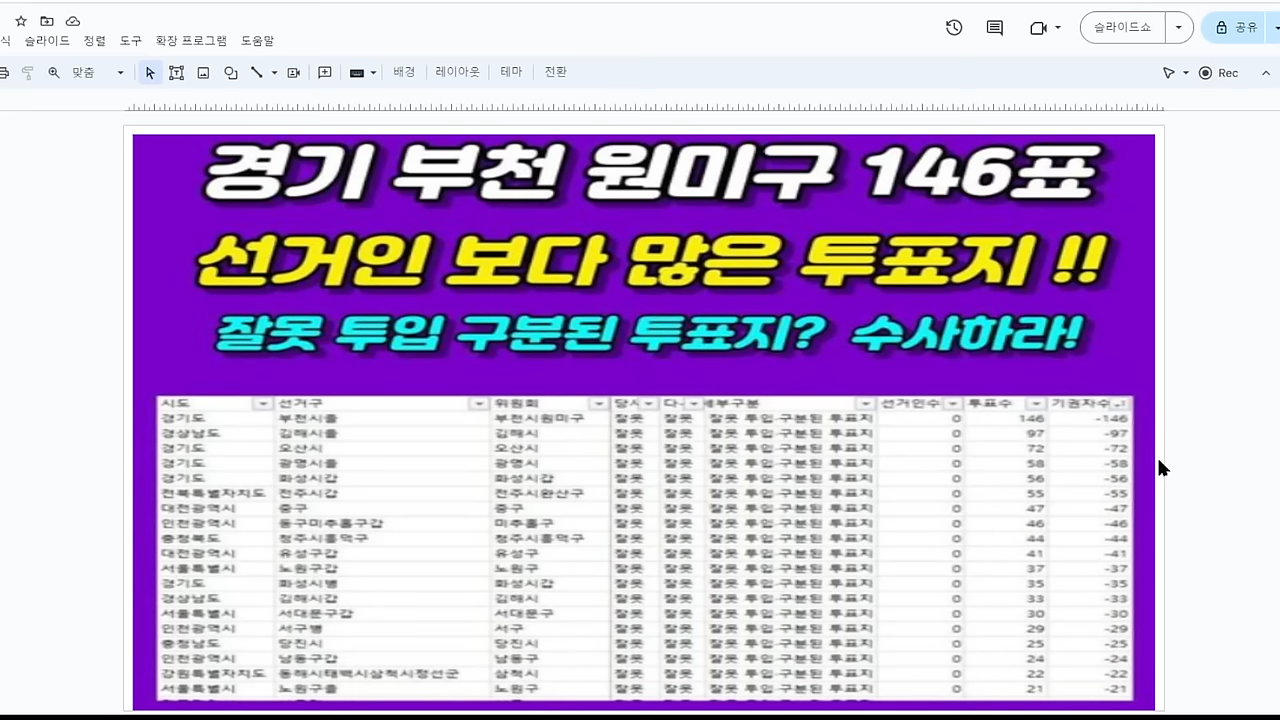 식 슬라이드 정렬 도구 확장 프로그램 도움말 슬라이드쇼 공유
맞춤 배경 레이아웃 테마 전환 Rec
경기 부천 원미구 146표
선거인 보다 많은 투표지 !!
잘못 투입 구분된 투표지? 수사하라!
시도 선거구 위원회 당시 다- 세부구분 선거인수 투표수 기권자수
경기도 부천시을 부천시원미구 잘못 잘못 잘못 투입·구분된 투표지 0 146 -146
경상남도 김해시을 김해시 잘못 잘못 잘못 투입·구분된 투표지 0 97 -97
경기도 오산시 오산시 잘못 잘못 잘못 투입·구분된 투표지 0 72 -72
경기도 광명시을 광명시 잘못 잘못 잘못 투입·구분된 투표지 0 58 -58
경기도 화성시갑 화성시갑 잘못 잘못 잘못 투입·구분된 투표지 0 56 -56
전북특별자치도 전주시갑 전주시완산구 잘못 잘못 잘못 투입·구분된 투표지 0 55 -55
대전광역시 중구 중구 잘못 잘못 잘못 투입·구분된 투표지 0 47 -47
인천광역시 동구미추홀구갑 미추홀구 잘못 잘못 잘못 투입·구분된 투표지 0 46 -46
충청북도 청주시흥덕구 청주시흥덕구 잘못 잘못 잘못 투입·구분된 투표지 0 44 -44
대전광역시 유성구갑 유성구 잘못 잘못 잘못 투입·구분된 투표지 0 41 -41
서울특별시 노원구갑 노원구 잘못 잘못 잘못 투입·구분된 투표지 0 37 -37
경기도 화성시병 화성시갑 잘못 잘못 잘못 투입·구분된 투표지 0 35 -35
경상남도 김해시갑 김해시 잘못 잘못 잘못 투입·구분된 투표지 0 33 -33
서울특별시 서대문구갑 서대문구 잘못 잘못 잘못 투입·구분된 투표지 0 30 -30
인천광역시 서구병 서구 잘못 잘못 잘못 투입·구분된 투표지 0 29 -29
충청남도 당진시 당진시 잘못 잘못 잘못 투입·구분된 투표지 0 25 -25
인천광역시 남동구갑 남동구 잘못 잘못 잘못 투입·구분된 투표지 0 24 -24
강원특별자치도 동해시태백시삼척시정선군 삼척시 잘못 잘못 잘못 투입·구분된 투표지 0 22 -22
서울특별시 노원구을 노원구 잘못 잘못 잘못 투입·구분된 투표지 0 21 -21